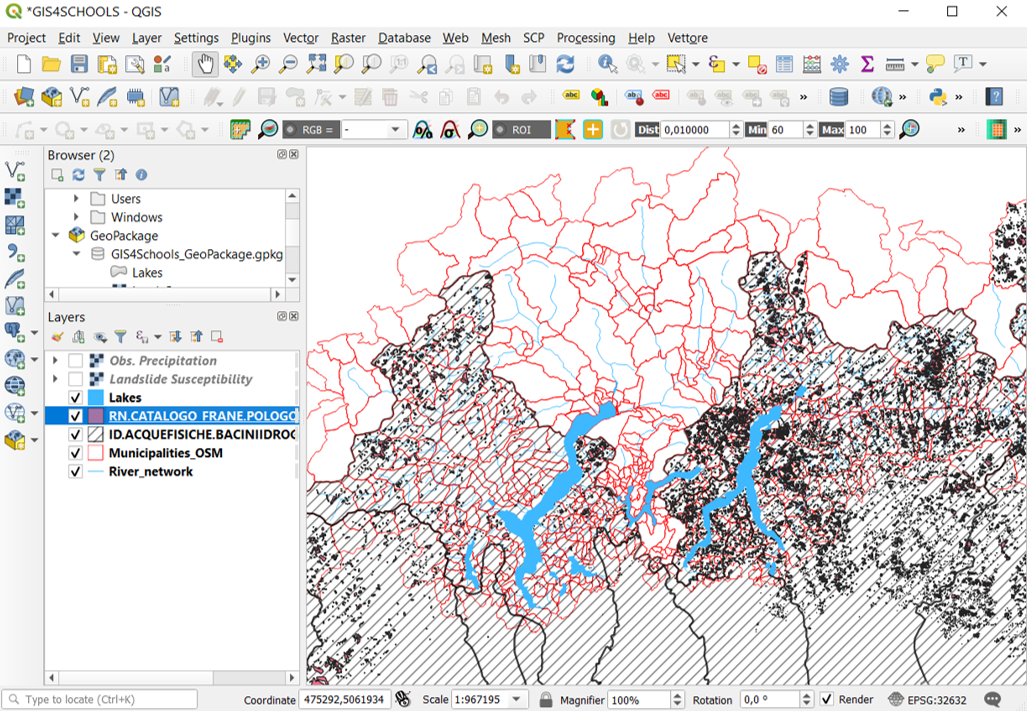 *GIS4SCHOOLS - QGIS
Project Edit View Layer Settings Plugins Vector Raster Database Web Mesh SCP Processing Help Vettore
abc abc abc »
RGB = - ROI Dist 0,010000 Min 60 Max 100 »
Browser (2)
Users
Windows
GeoPackage
GIS4Schools_GeoPackage.gpkg
Lakes
Layers
Obs. Precipitation
Landslide Susceptibility
Lakes
RN.CATALOGO_FRANE.POLOGO
ID.ACQUEFISICHE.BACINIIDROG
Municipalities_OSM
River_network
Type to locate (Ctrl+K) Coordinate 475292,5061934 Scale 1:967195 Magnifier 100% Rotation 0,0 ° Render EPSG:32632